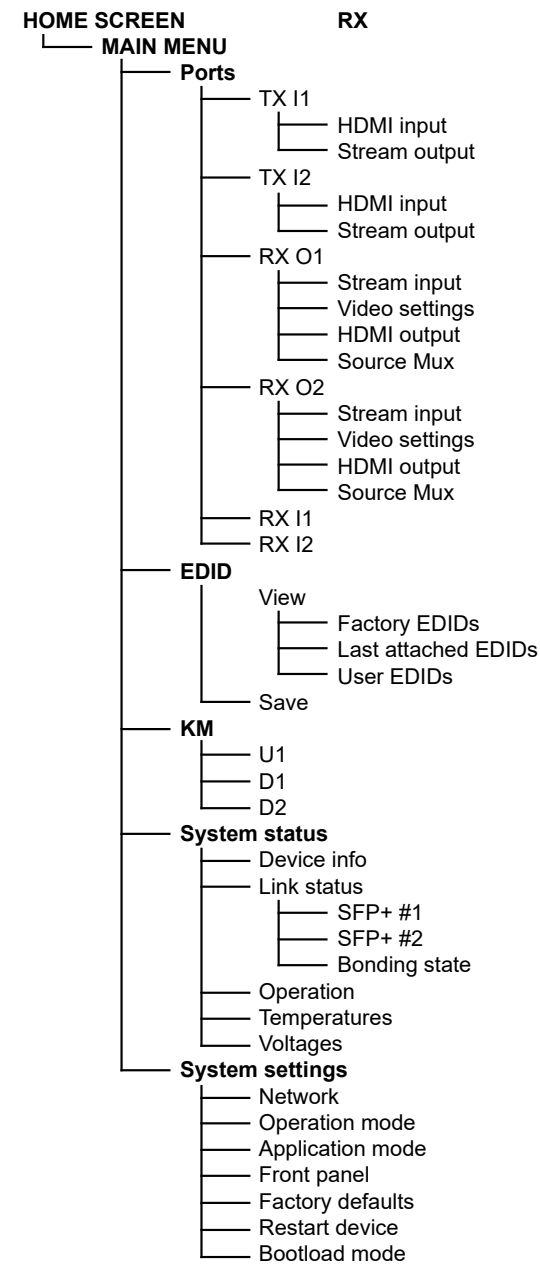 HOME SCREEN RX
MAIN MENU
Ports
TX I1
HDMI input
Stream output
TX I2
HDMI input
Stream output
RX O1
Stream input
Video settings
HDMI output
Source Mux
RX O2
Stream input
Video settings
HDMI output
Source Mux
RX I1
RX I2
EDID
View
Factory EDIDs
Last attached EDIDs
User EDIDs
Save
KM
U1
D1
D2
System status
Device info
Link status
SFP+ #1
SFP+ #2
Bonding state
Operation
Temperatures
Voltages
System settings
Network
Operation mode
Application mode
Front panel
Factory defaults
Restart device
Bootload mode